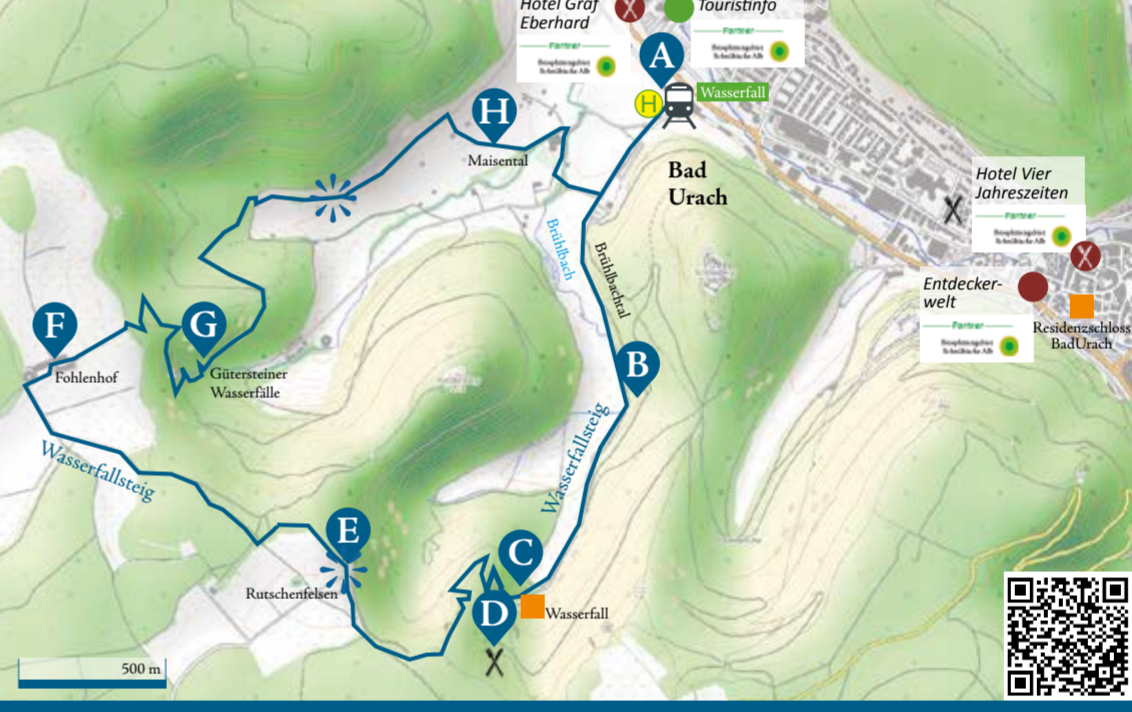 Hotel Graf
Eberhard
Touristinfo
Partner
Partner
A
H
Wasserfall
H
Maisental
Bad
Urach
Hotel Vier
Jahreszeiten
Partner
Brühlbach
Brühlbachtal
Entdecker-
welt
Partner
Residenzschloss
BadUrach
F
Fohlenhof
G
Gütersteiner
Wasserfälle
B
Wasserfallsteig
Wasserfallsteig
E
Rutschenfelsen
C
D
Wasserfall
500 m